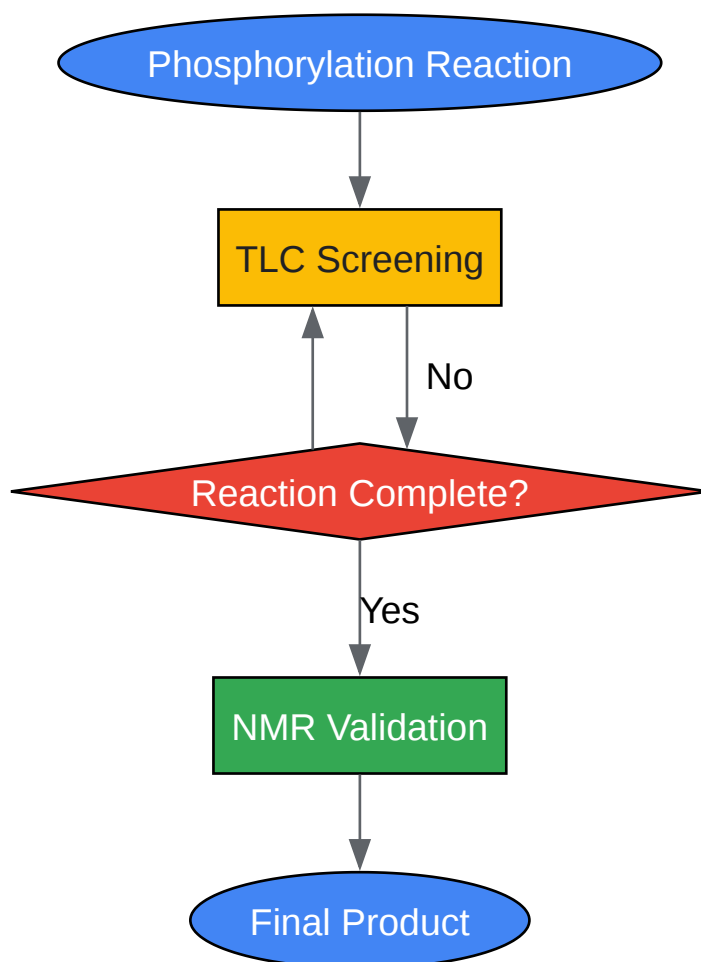 Phosphorylation Reaction
TLC Screening
No
Reaction Complete?
Yes
NMR Validation
Final Product